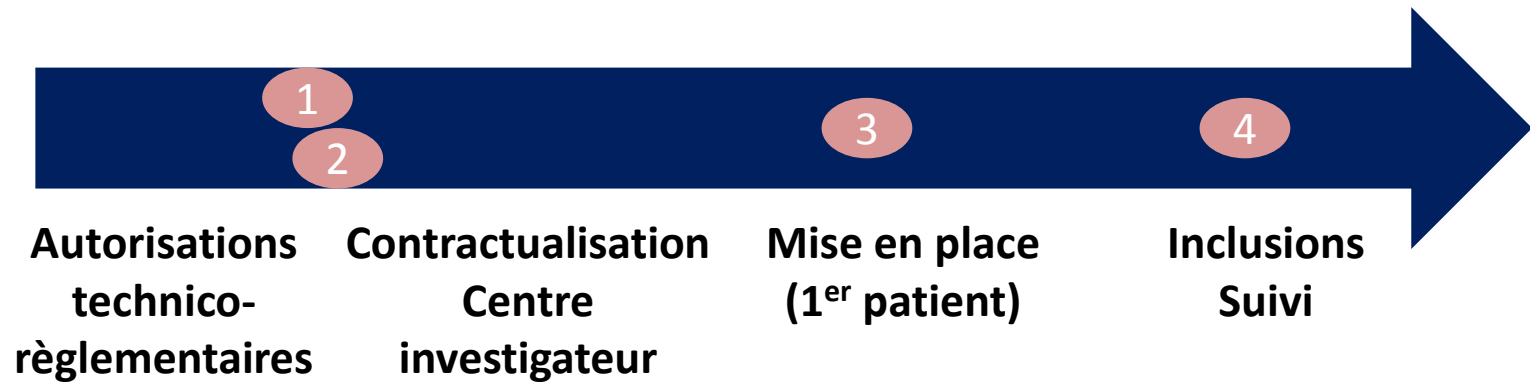 1
2
3
4
Autorisations
technico-
règlementaires
Contractualisation
Centre
investigateur
Mise en place
(1er patient)
Inclusions
Suivi